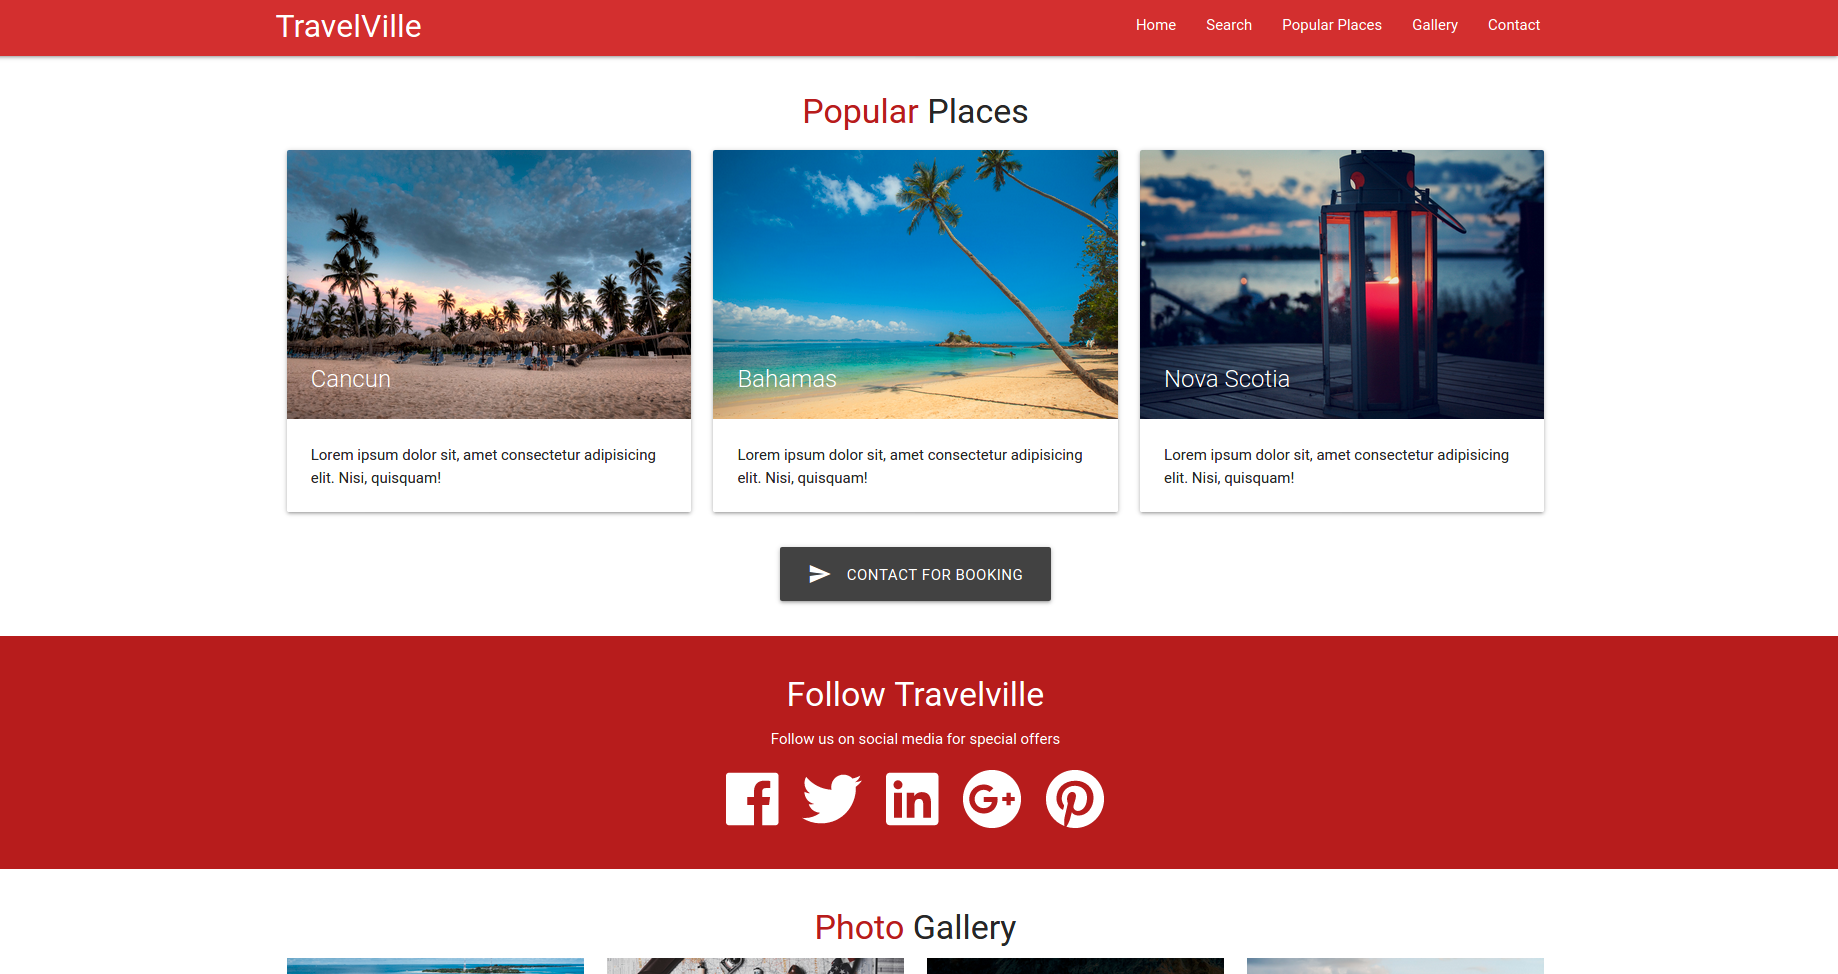 TravelVille
Home Search Popular Places Gallery Contact
Popular Places
Cancun
Lorem ipsum dolor sit, amet consectetur adipisicing
elit. Nisi, quisquam!
Bahamas
Lorem ipsum dolor sit, amet consectetur adipisicing
elit. Nisi, quisquam!
Nova Scotia
Lorem ipsum dolor sit, amet consectetur adipisicing
elit. Nisi, quisquam!
CONTACT FOR BOOKING
Follow Travelville
Follow us on social media for special offers
Photo Gallery